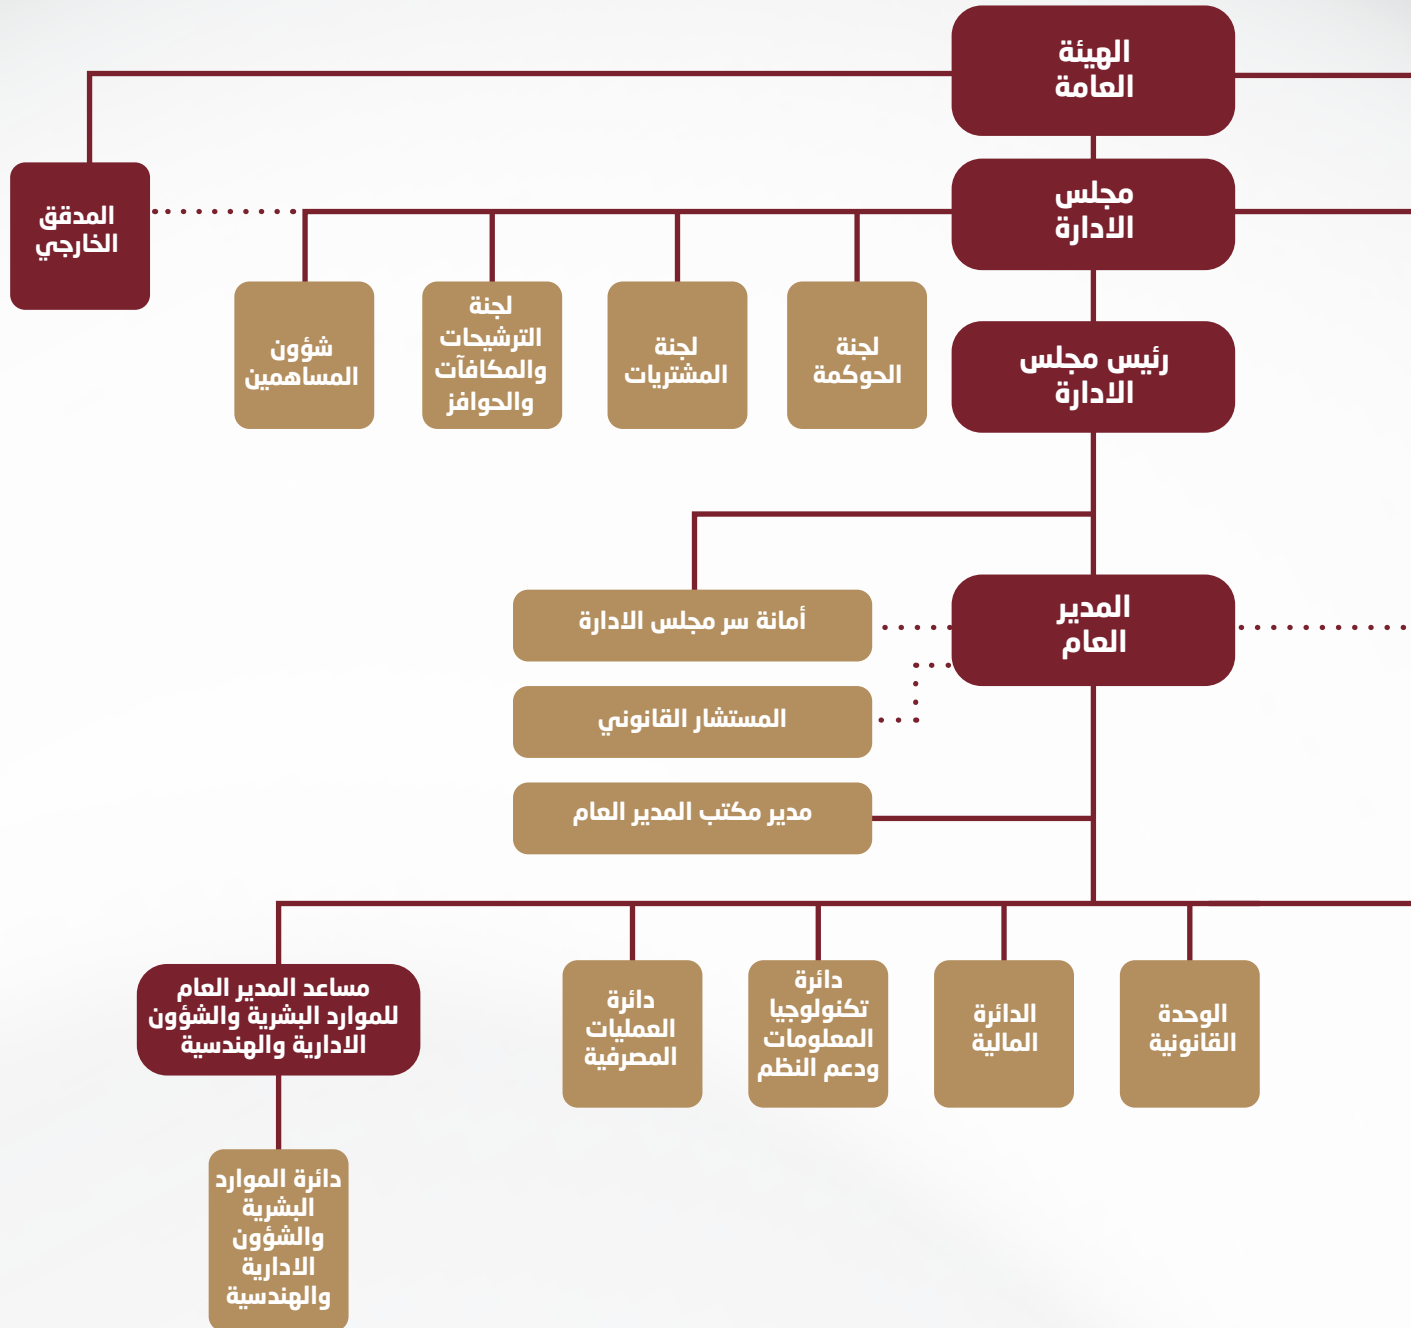 الهيئة
العامة
مجلس
الادارة
المدقق
الخارجي
لجنة
الحوكمة
لجنة
المشتريات
لجنة
الترشيحات
والمكافآت
والحوافز
شؤون
المساهمين
رئيس مجلس
الادارة
المدير
العام
أمانة سر مجلس الادارة
المستشار القانوني
مدير مكتب المدير العام
الوحدة
القانونية
الدائرة
المالية
دائرة
تكنولوجيا
المعلومات
ودعم النظم
دائرة
العمليات
المصرفية
مساعد المدير العام
للموارد البشرية والشؤون
الادارية والهندسية
دائرة الموارد
البشرية
والشؤون
الادارية
والهندسية